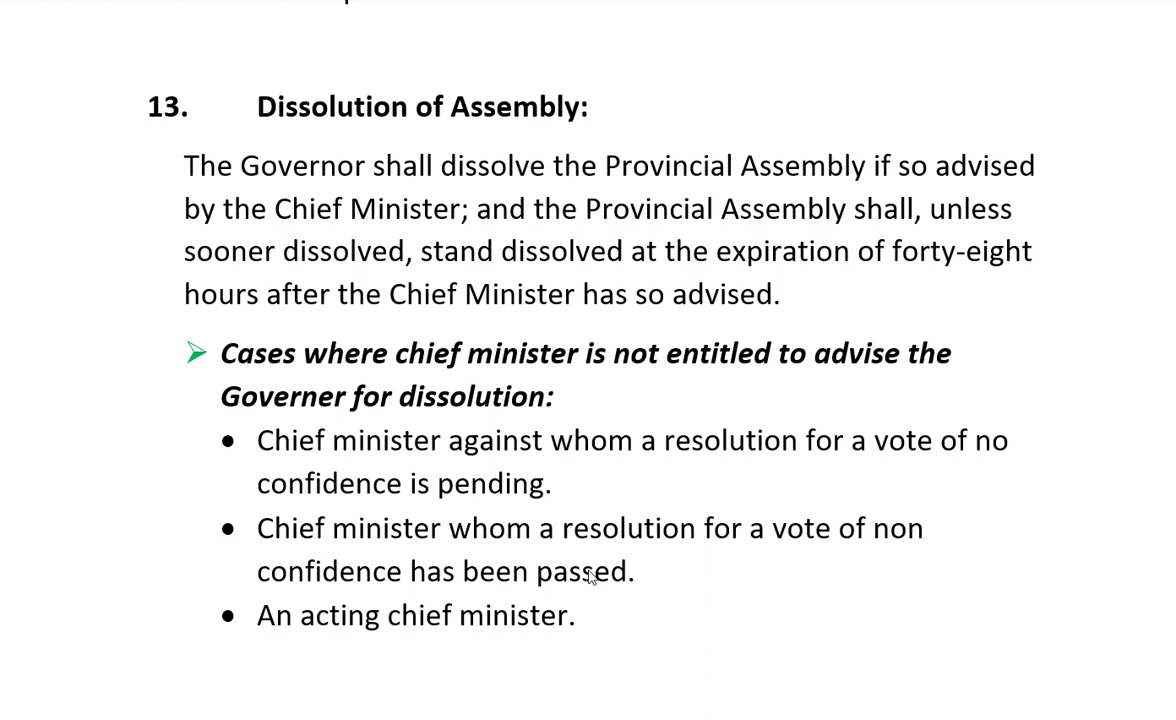 13. Dissolution of Assembly:
The Governor shall dissolve the Provincial Assembly if so advised
by the Chief Minister; and the Provincial Assembly shall, unless
sooner dissolved, stand dissolved at the expiration of forty-eight
hours after the Chief Minister has so advised.
➢ Cases where chief minister is not entitled to advise the
Governer for dissolution:
• Chief minister against whom a resolution for a vote of no
confidence is pending.
• Chief minister whom a resolution for a vote of non
confidence has been passed.
• An acting chief minister.